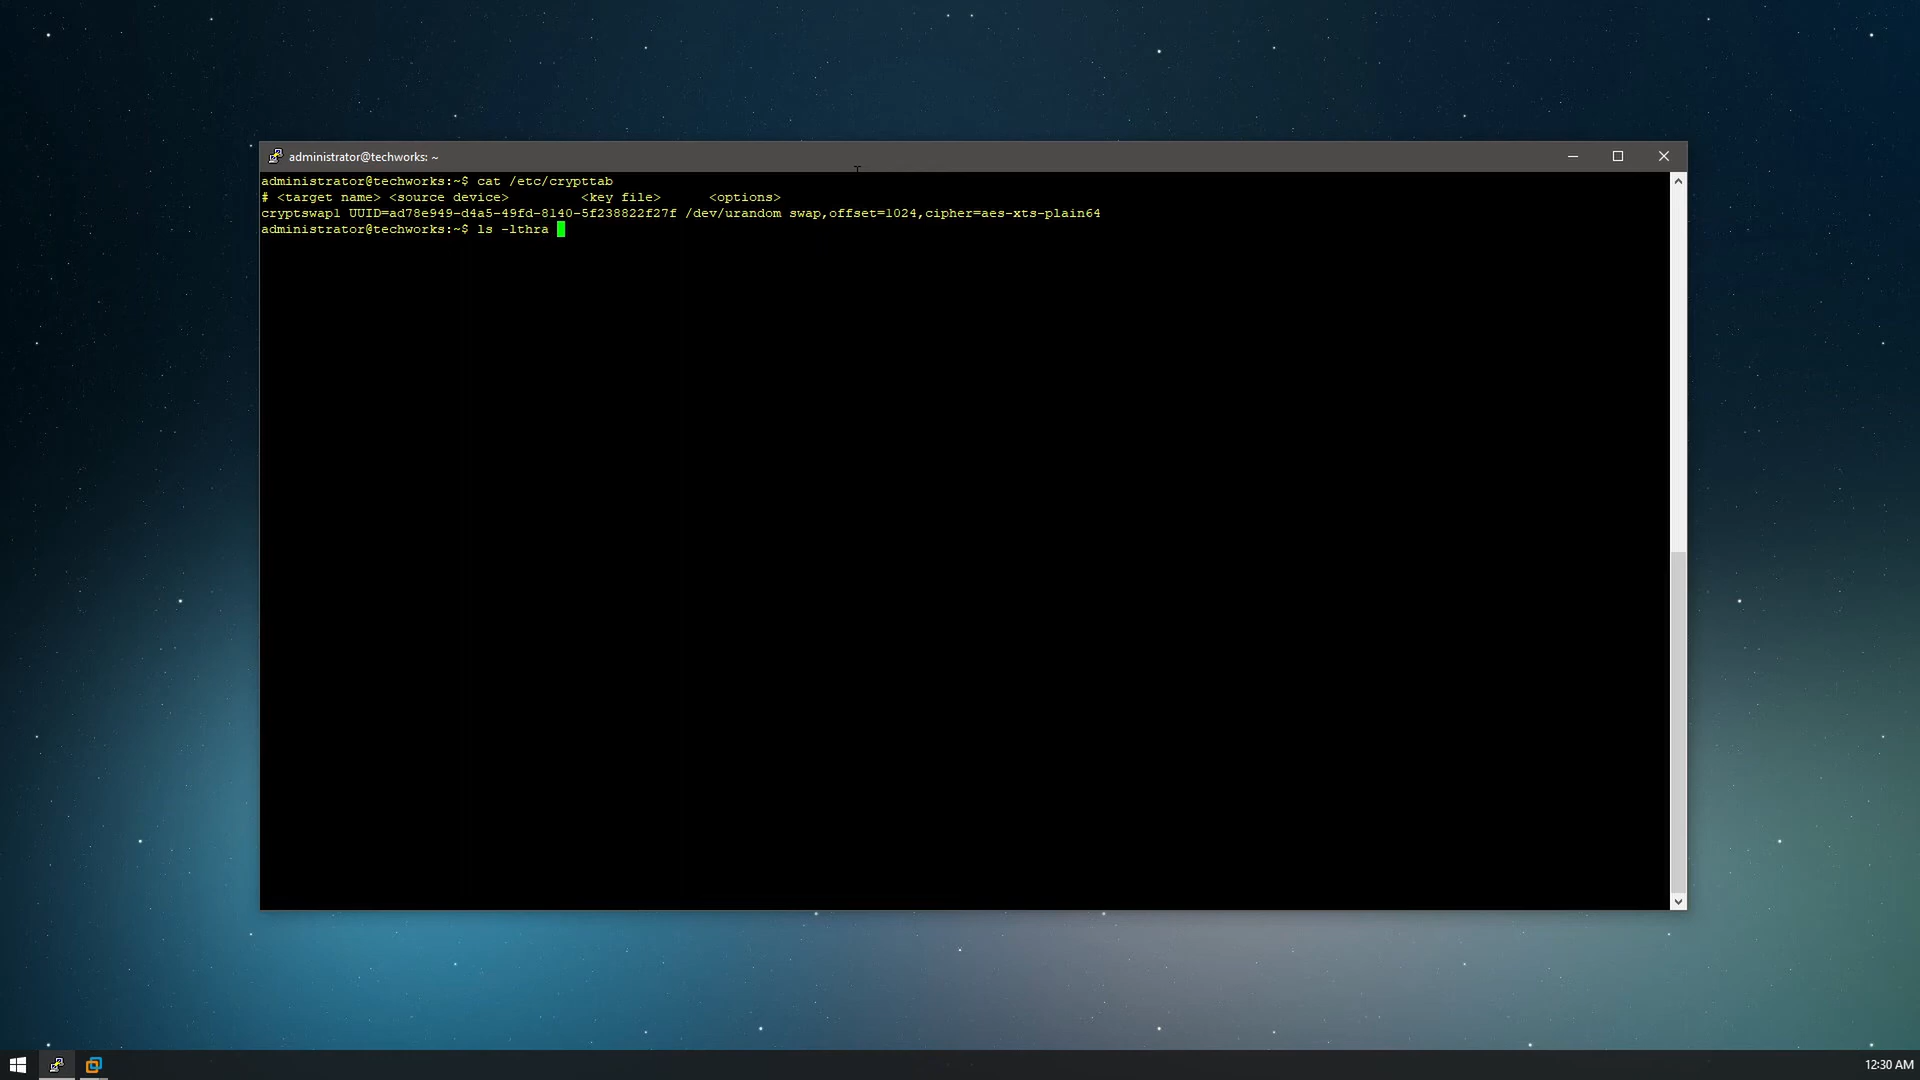 administrator@techworks: ~
administrator@techworks:~$ cat /etc/crypttab
# <target name> <source device>         <key file>      <options>
cryptswap1 UUID=ad78e949-d4a5-49fd-8140-5f238822f27f /dev/urandom swap,offset=1024,cipher=aes-xts-plain64
administrator@techworks:~$ ls -lthra
12:30 AM